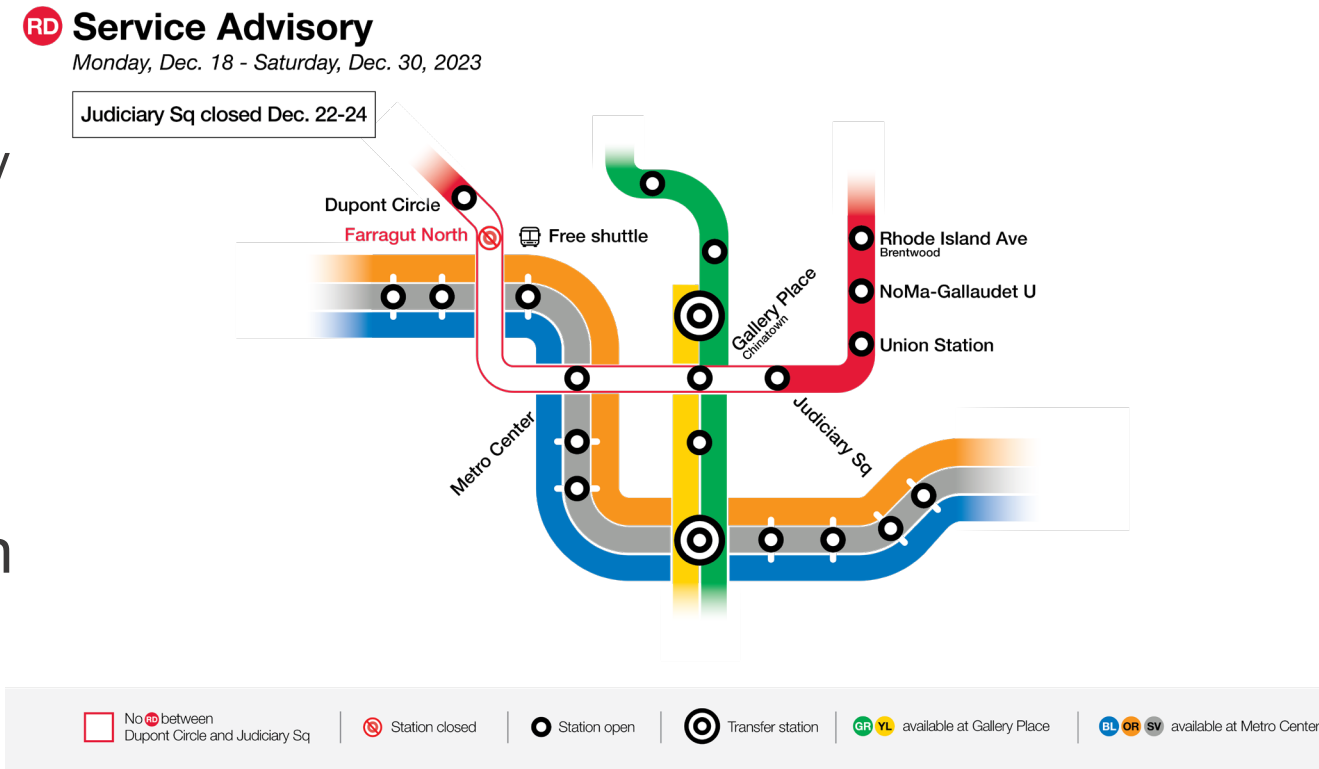 RD Service Advisory
Monday, Dec. 18 - Saturday, Dec. 30, 2023
Judiciary Sq closed Dec. 22-24
y
Dupont Circle
Farragut North
Free shuttle
Gallery Place
Chinatown
Rhode Island Ave
Brentwood
NoMa-Gallaudet U
Union Station
Metro Center
Judiciary Sq
n
No RD between
Dupont Circle and Judiciary Sq
Station closed
Station open
Transfer station
GR YL available at Gallery Place
BL OR SV available at Metro Center